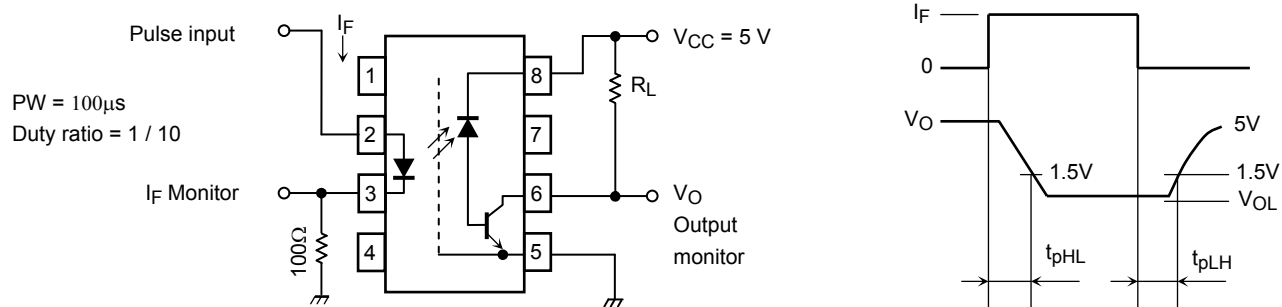 Pulse input
PW = 100μs
Duty ratio = 1 / 10
IF Monitor
100Ω
IF
1
2
3
4
8
7
6
5
VCC = 5 V
RL
VO
Output
monitor
IF
0
VO
5V
1.5V
1.5V
VOL
tpHL
tpLH